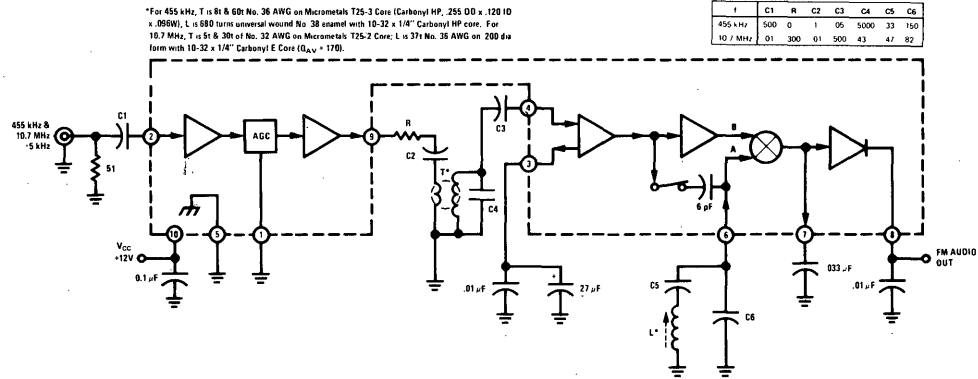 *For 455 kHz, T is 8t & 60t No. 36 AWG on Micrometals T25-3 Core (Carbonyl HP, .255 OD x .120 ID
x .096W), L is 680 turns unversal wound No 38 enamel with 10-32 x 1/4" Carbonyl HP core. For
10.7 MHz, T is 5t & 30t of No. 32 AWG on Micrometals T25-2 Core; L is 37t No. 36 AWG on 200 dia
form with 10-32 x 1/4" Carbonyl E Core (QAV = 170).
f C1 R C2 C3 C4 C5 C6
455 kHz 500 0 1 05 5000 33 150
10 7 MHz 01 300 01 500 43 47 82
455 kHz &
10.7 MHz
-5 kHz
C1
51
2
AGC
9
R
C2
T*
C3
C4
4
3
B
A
6 pF
10
5
1
6
7
8
VCC
+12V
0.1 µF
.01 µF
+
27 µF
C5
L*
C6
033 µF
.01 µF
FM AUDIO
OUT